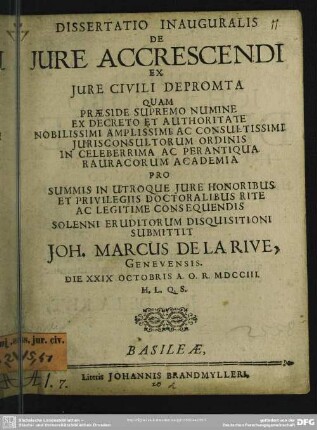 DISSERTATIO INAUGURALIS
DE
JURE ACCRESCENDI
EX
JURE CIVILI DEPROMTA
QUAM
PRÆSIDE SUPREMO NUMINE
EX DECRETO ET AUTHORITATE
NOBILISSIMI AMPLISSIMI AC CONSULTISSIMI
JURISCONSULTORUM ORDINIS
IN CELEBERRIMA AC PERANTIQUA
RAURACORUM ACADEMIA
PRO
SUMMIS IN UTROQUE JURE HONORIBUS
ET PRIVILEGIIS DOCTORALIBUS RITE
AC LEGITIME CONSEQUENDIS
SOLENNI ERUDITORUM DISQUISITIONI
SUBMITTIT
JOH. MARCUS DE LA RIVE,
GENEVENSIS.
DIE XXIX OCTOBRIS A. O. R. MDCCIII.
H. L. Q. S.
BASILEÆ,
Litteris JOHANNIS BRANDMYLLERI,
jur. civ.